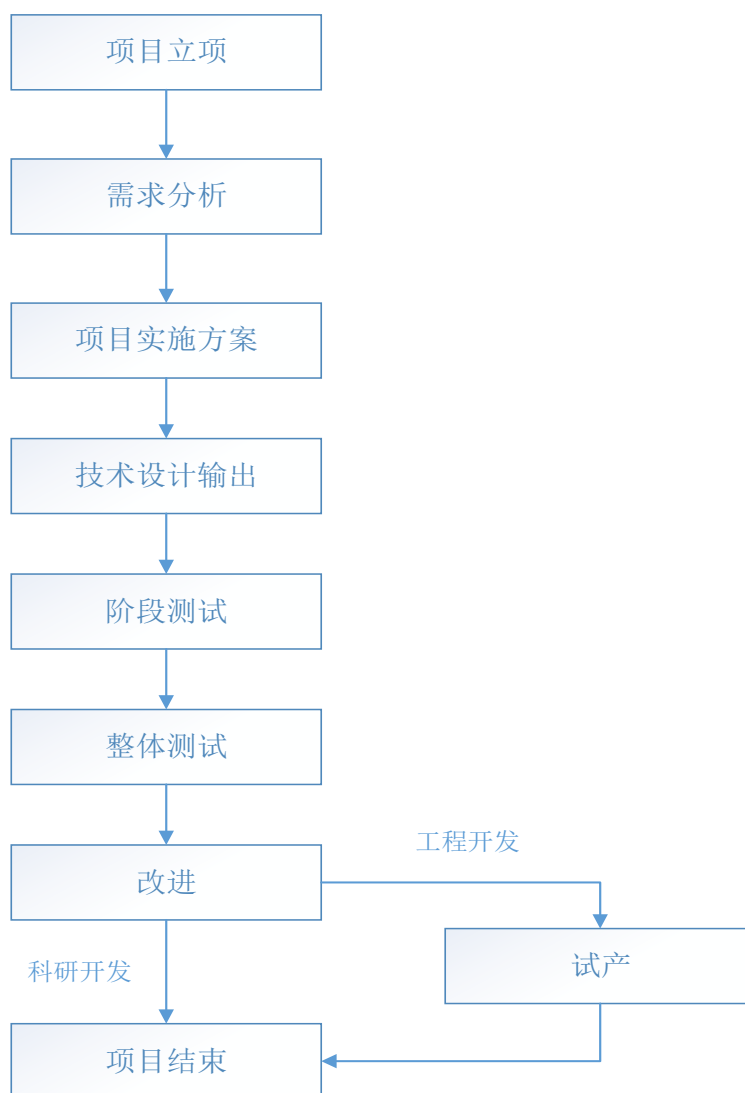 项目立项
需求分析
项目实施方案
技术设计输出
阶段测试
整体测试
工程开发
改进
试产
科研开发
项目结束